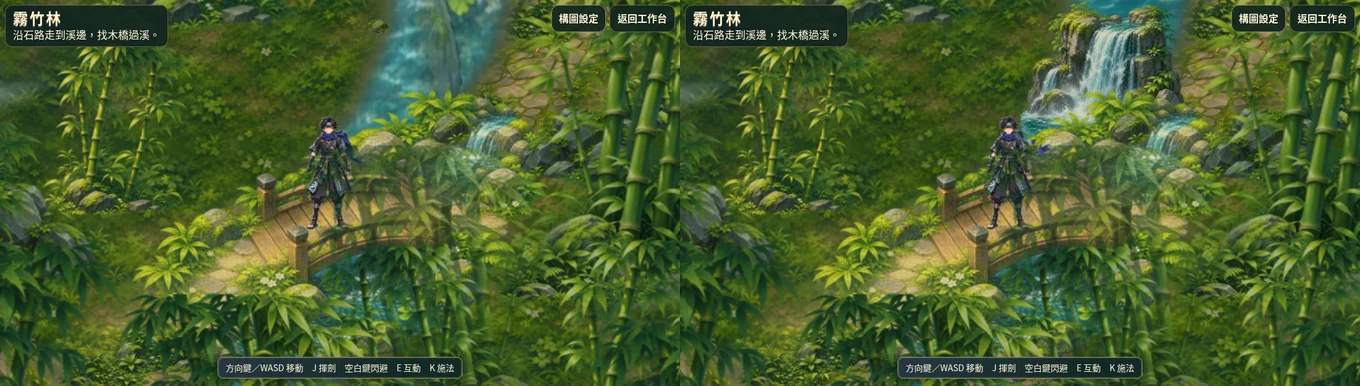 霧竹林
沿石路走到溪邊，找木橋過溪。
構圖設定
返回工作台
方向鍵／WASD 移動　J 揮劍　空白鍵閃避　E 互動　K 施法
霧竹林
沿石路走到溪邊，找木橋過溪。
構圖設定
返回工作台
方向鍵／WASD 移動　J 揮劍　空白鍵閃避　E 互動　K 施法